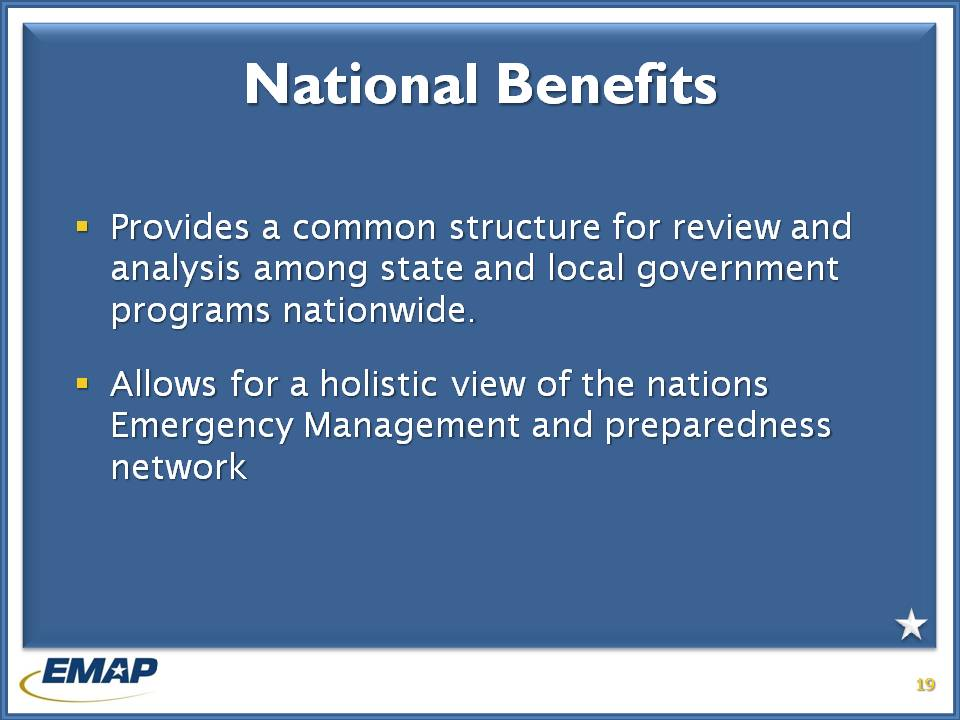 National Benefits
▪ Provides a common structure for review and
analysis among state and local government
programs nationwide.
▪ Allows for a holistic view of the nations
Emergency Management and preparedness
network
EMAP
19